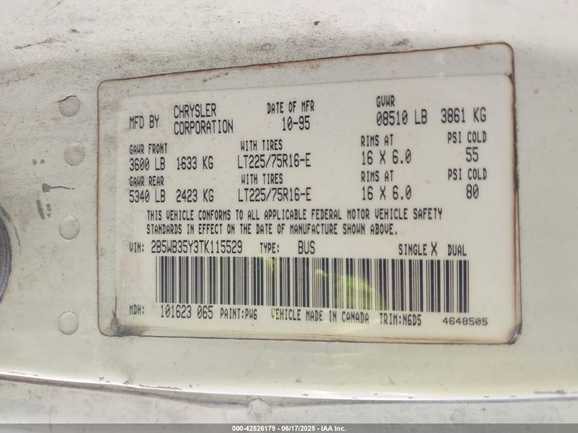 MFD BY CHRYSLER CORPORATION DATE OF MFR 10-95 GVWR 08510 LB 3861 KG
GAWR FRONT WITH TIRES RIMS AT PSI COLD
3600 LB 1633 KG LT225/75R16-E 16 X 6.0 55
GAWR REAR WITH TIRES RIMS AT PSI COLD
5340 LB 2423 KG LT225/75R16-E 16 X 6.0 80
THIS VEHICLE CONFORMS TO ALL APPLICABLE FEDERAL MOTOR VEHICLE SAFETY
STANDARDS IN EFFECT ON THE DATE OF MANUFACTURE SHOWN ABOVE.
VIN: 2B5WB35Y3TK115529 TYPE: BUS SINGLE X DUAL
MDH: 101623 065 PAINT:PW6 VEHICLE MADE IN CANADA TRIM:N6D5 4648505
000-42526179 - 06/17/2025 - IAA Inc.